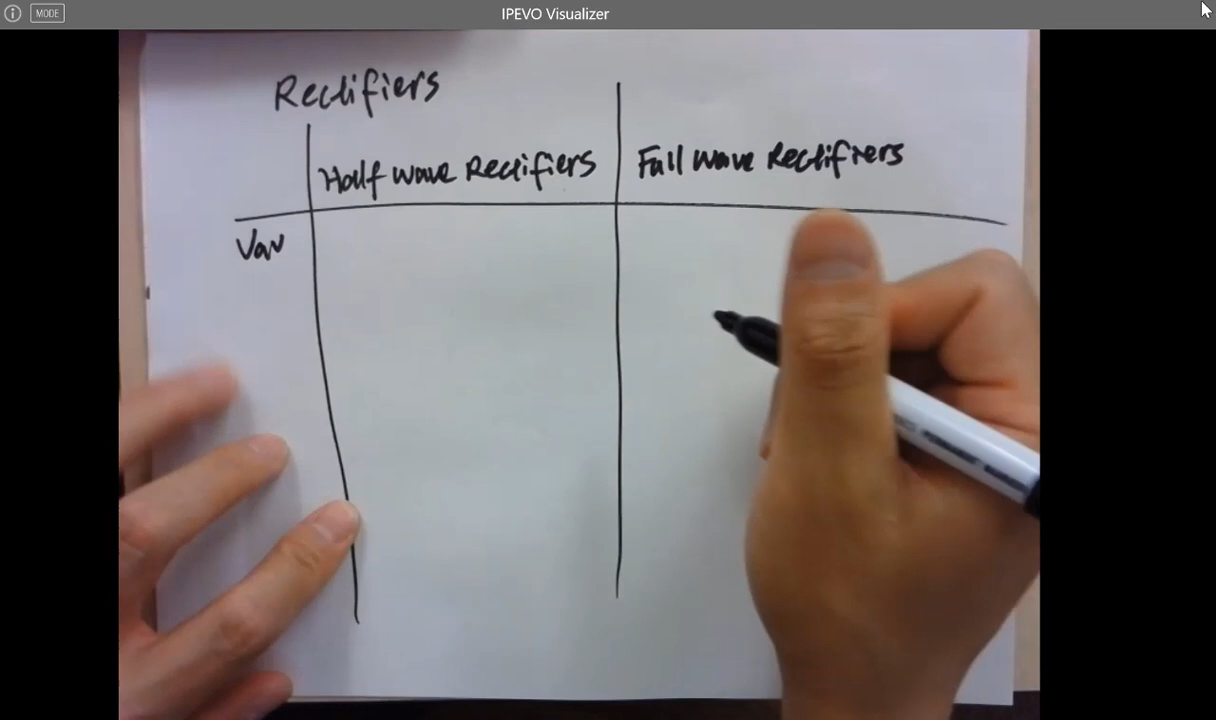 MODE
IPEVO Visualizer
Rectifiers
Half wave Rectifiers
Full wave Rectifiers
Vav